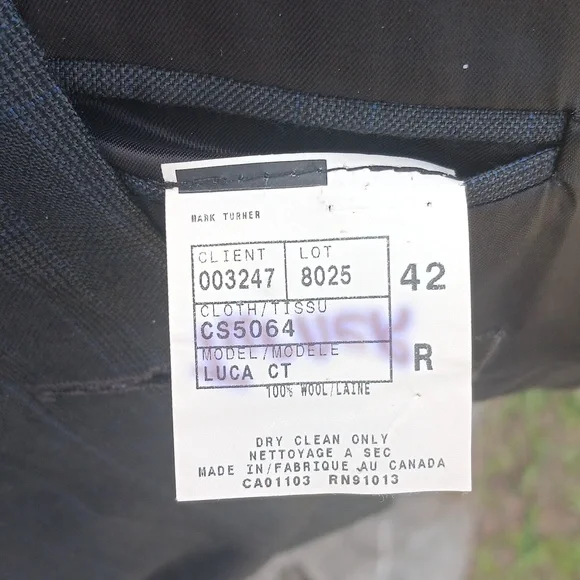 MARK TURNER
CLIENT LOT
003247 8025 42
CLOTH/TISSU
CS5064
MODEL/MODELE
LUCA CT R
100% WOOL/LAINE
DRY CLEAN ONLY
NETTOYAGE A SEC
MADE IN/FABRIQUE AU CANADA
CA01103 RN91013